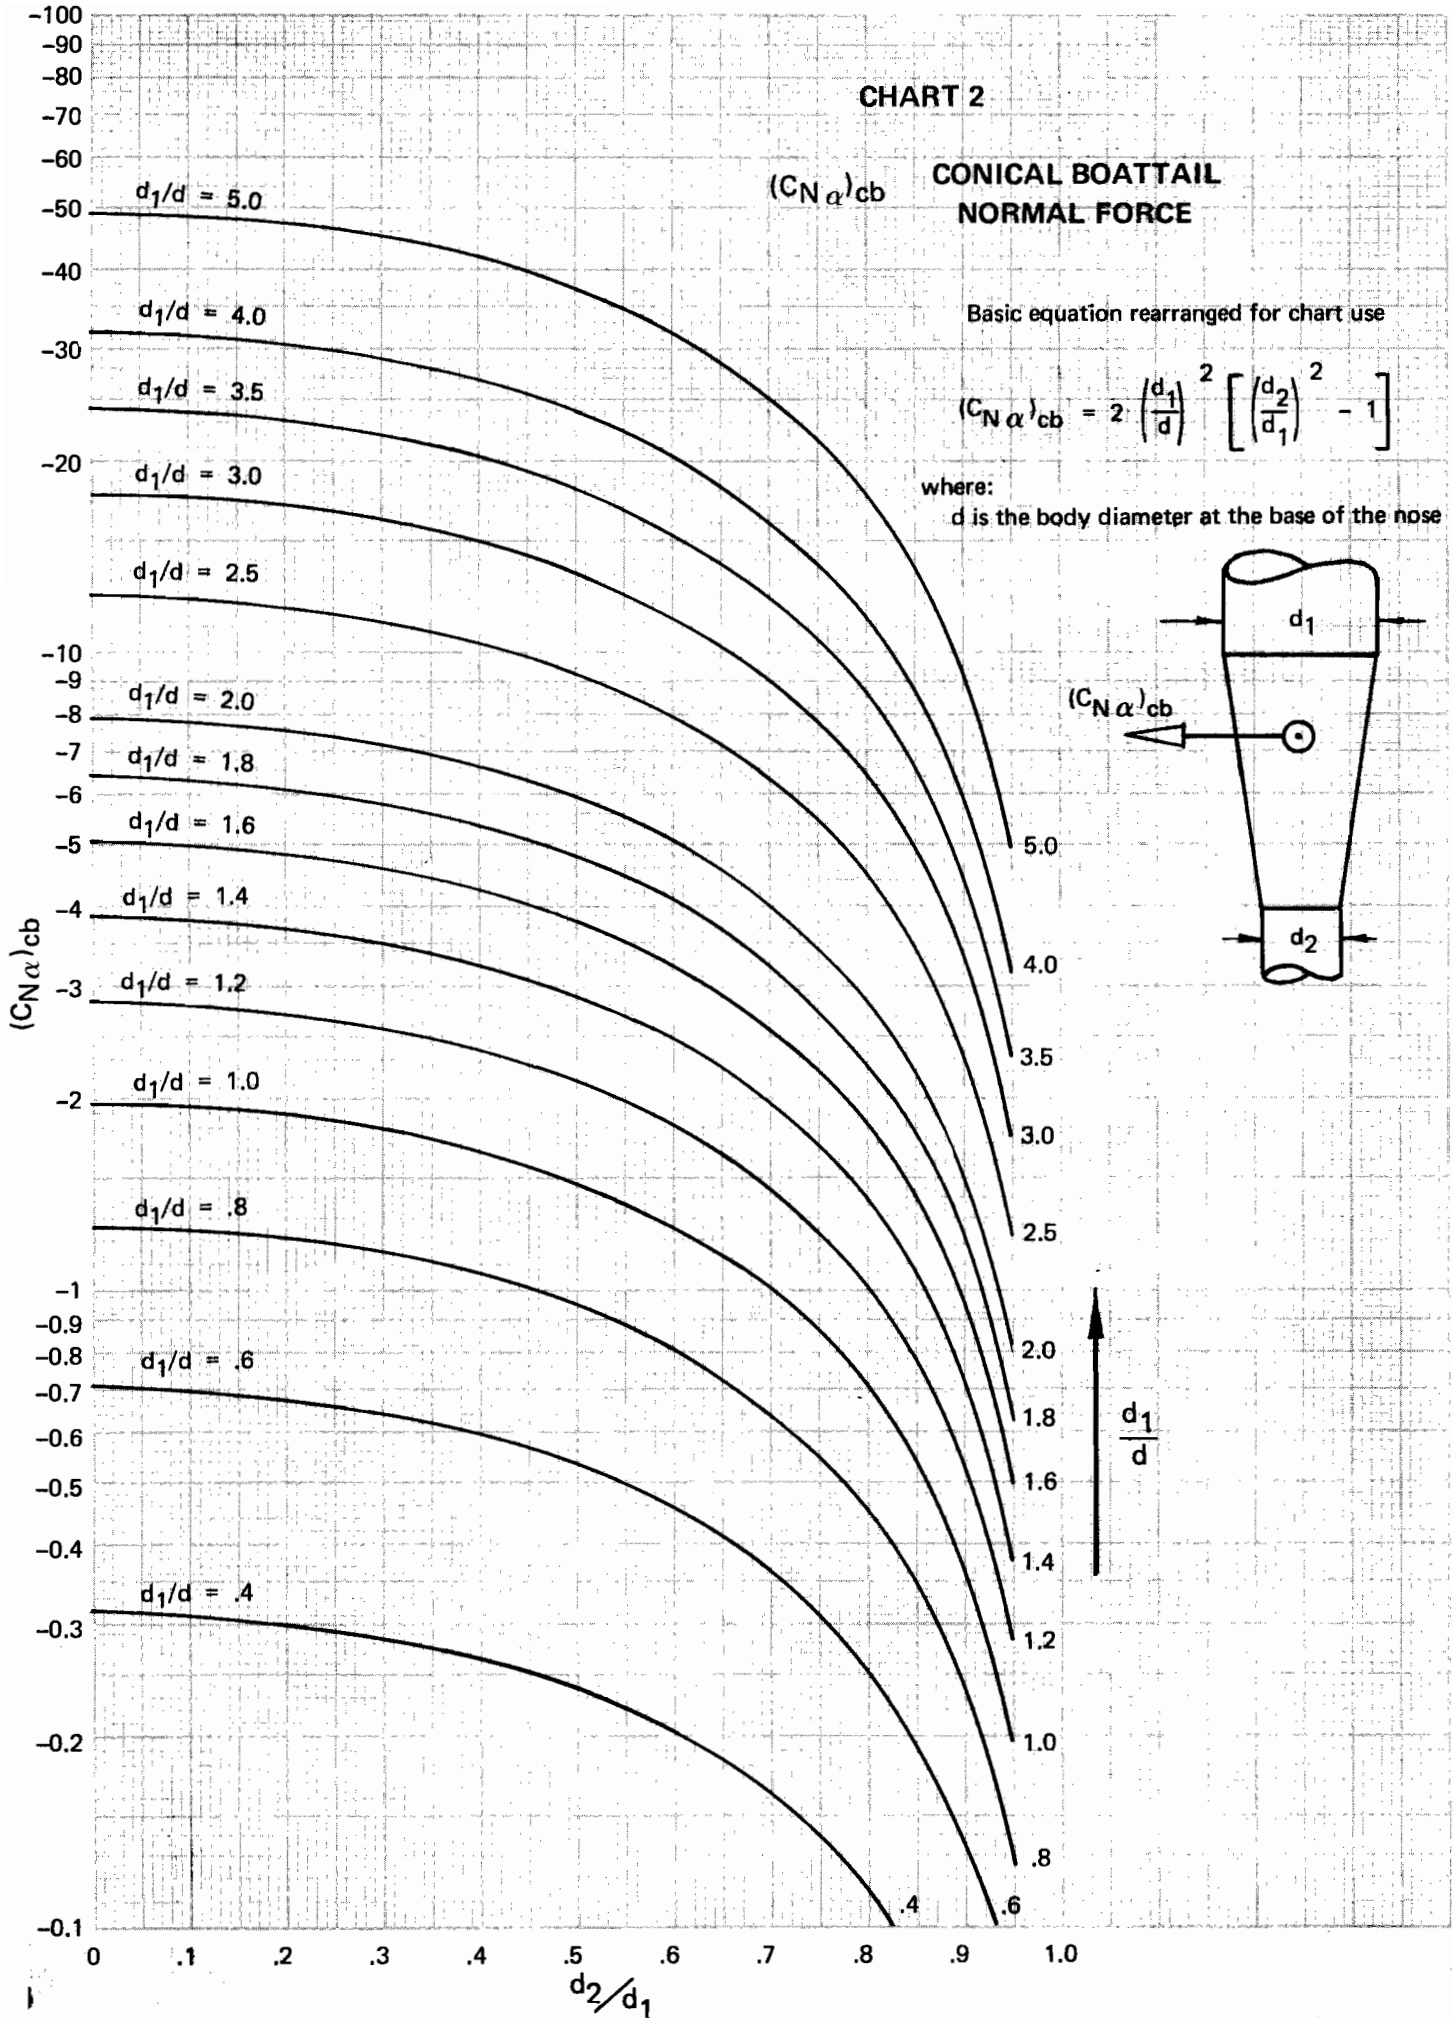 CHART 2
(CN α)cb CONICAL BOATTAIL
NORMAL FORCE
Basic equation rearranged for chart use
(CN α)cb = 2 (d1/d)2 [(d2/d1)2 - 1]
where:
d is the body diameter at the base of the nose
d1
(CN α)cb
d2
d1/d
(CN α)cb
-100
-90
-80
-70
-60
-50
-40
-30
-20
-10
-9
-8
-7
-6
-5
-4
-3
-2
-1
-0.9
-0.8
-0.7
-0.6
-0.5
-0.4
-0.3
-0.2
-0.1
d1/d = 5.0
d1/d = 4.0
d1/d = 3.5
d1/d = 3.0
d1/d = 2.5
d1/d = 2.0
d1/d = 1.8
d1/d = 1.6
d1/d = 1.4
d1/d = 1.2
d1/d = 1.0
d1/d = .8
d1/d = .6
d1/d = .4
5.0
4.0
3.5
3.0
2.5
2.0
1.8
1.6
1.4
1.2
1.0
.8
.6
.4
0 .1 .2 .3 .4 .5 .6 .7 .8 .9 1.0
d2/d1